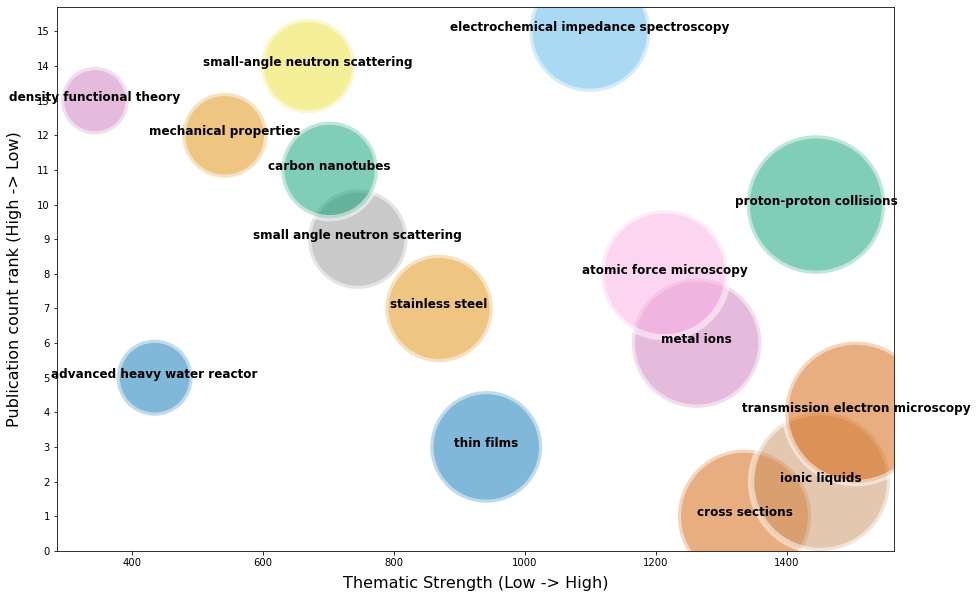 15
electrochemical impedance spectroscopy
14
small-angle neutron scattering
13
density functional theory
12
mechanical properties
11
carbon nanotubes
10
proton-proton collisions
9
small angle neutron scattering
8
atomic force microscopy
7
stainless steel
6
metal ions
5
advanced heavy water reactor
4
transmission electron microscopy
3
thin films
2
ionic liquids
1
cross sections
0
400 600 800 1000 1200 1400
Thematic Strength (Low -> High)
Publication count rank (High -> Low)